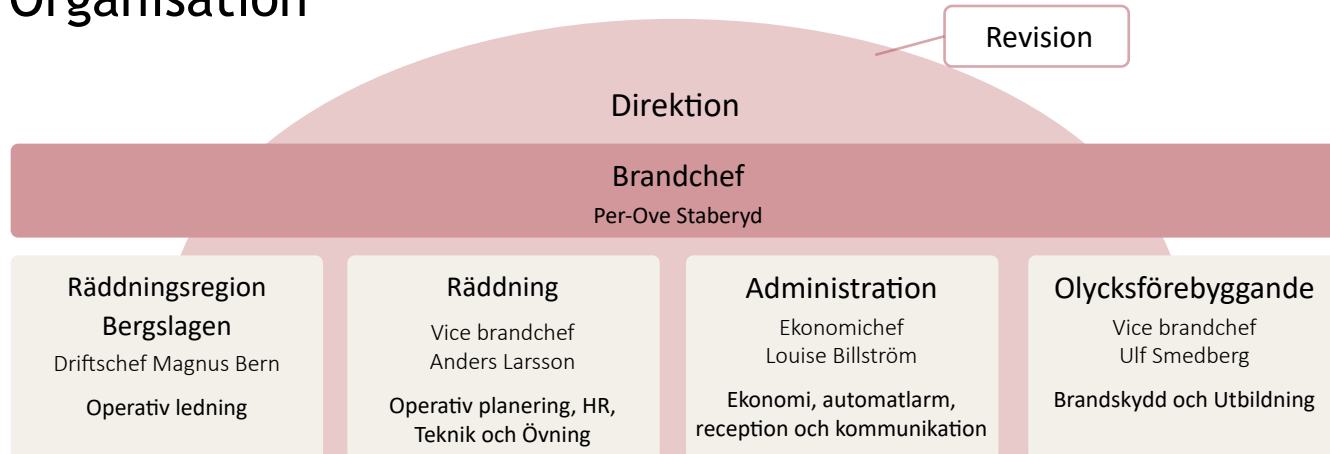 Organisation
Revision
Direktion
Brandchef
Per-Ove Staberyd
Räddningsregion
Bergslagen
Driftschef Magnus Bern
Operativ ledning
Räddning
Vice brandchef
Anders Larsson
Operativ planering, HR,
Teknik och Övning
Administration
Ekonomichef
Louise Billström
Ekonomi, automatlarm,
reception och kommunikation
Olycksförebyggande
Vice brandchef
Ulf Smedberg
Brandskydd och Utbildning